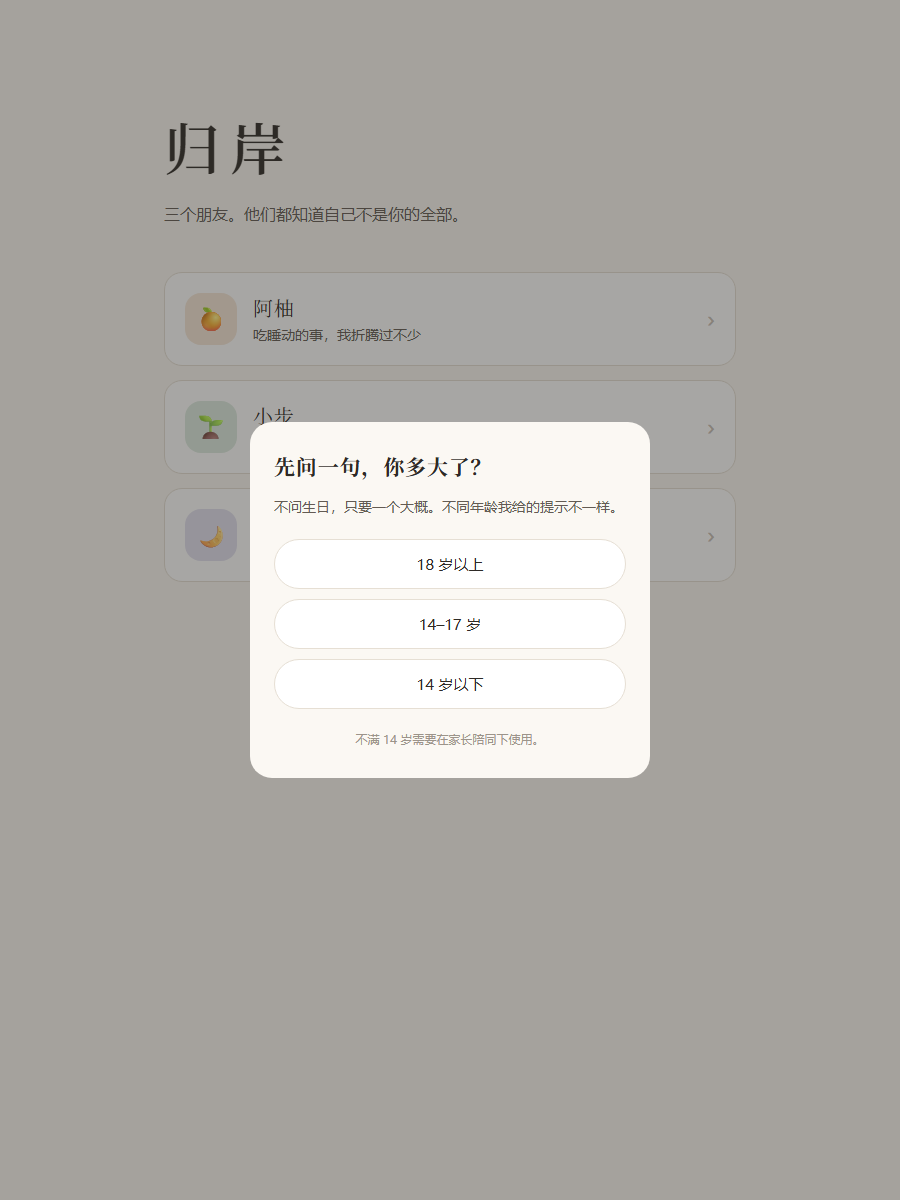 归岸
三个朋友。他们都知道自己不是你的全部。
阿柚
吃睡动的事，我折腾过不少
小步
先问一句，你多大了？
不问生日，只要一个大概。不同年龄我给的提示不一样。
18 岁以上
14–17 岁
14 岁以下
不满 14 岁需要在家长陪同下使用。